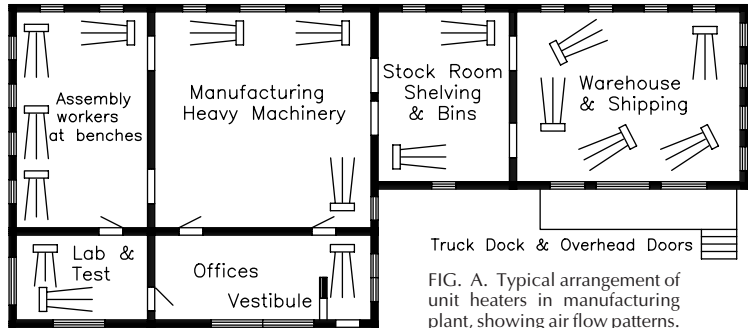 Assembly
workers
at benches
Manufacturing
Heavy Machinery
Stock Room
Shelving
& Bins
Warehouse
& Shipping
Lab &
Test
Offices
Vestibule
Truck Dock & Overhead Doors
FIG. A. Typical arrangement of
unit heaters in manufacturing
plant, showing air flow patterns.